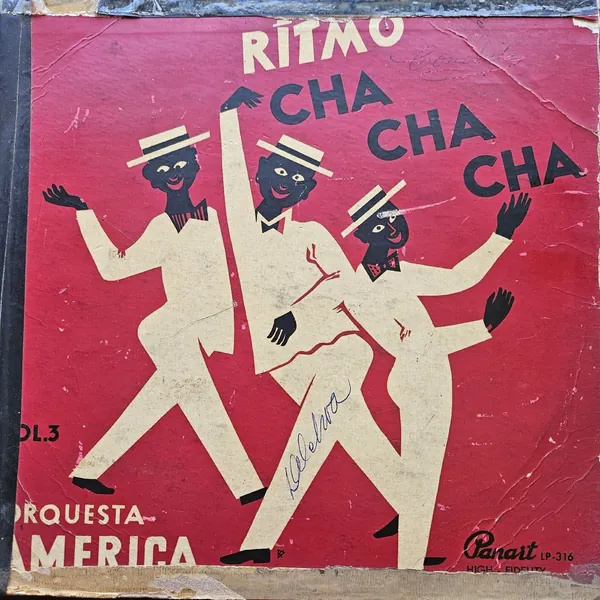 RITMO
CHA
CHA
CHA
OL.3
ORQUESTA
AMERICA
Panart LP-316
HIGH - FIDELITY